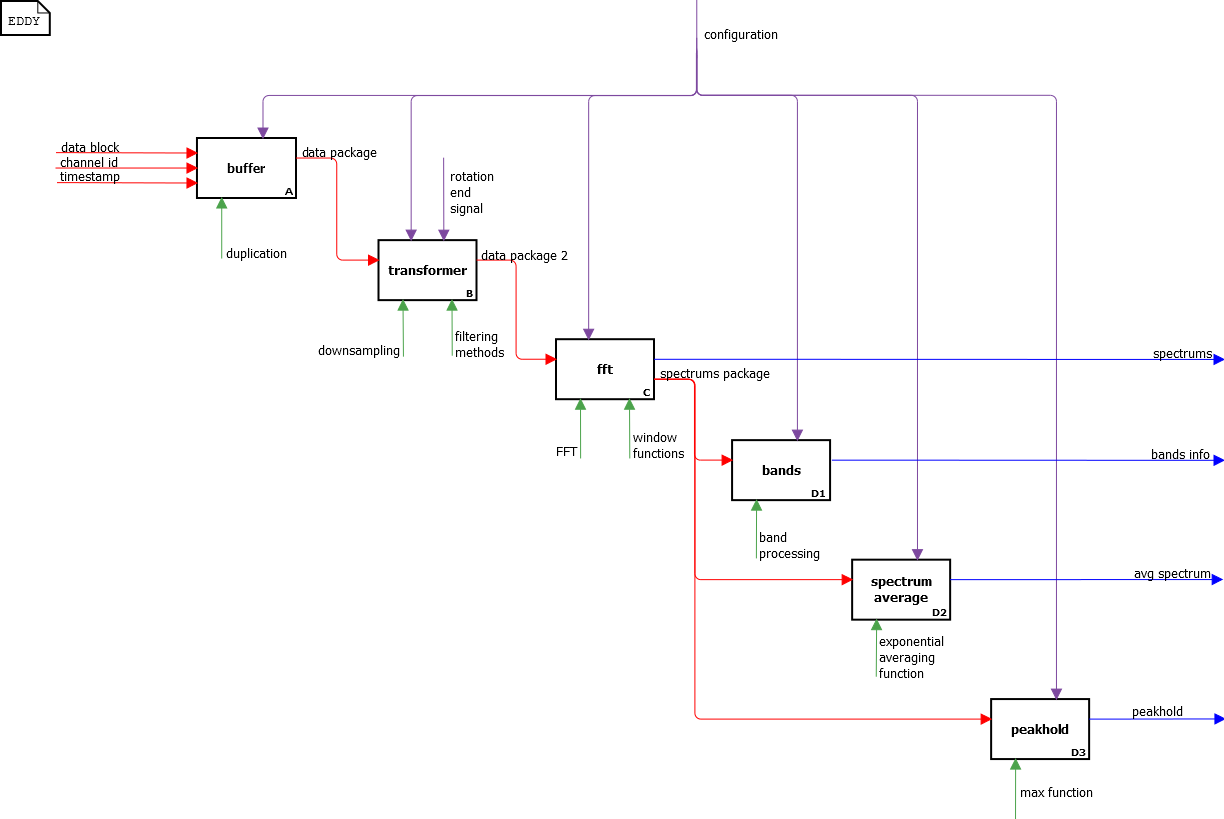 EDDY
configuration
data block
channel id
timestamp
buffer
A
data package
duplication
rotation
end
signal
transformer
B
data package 2
downsampling
filtering
methods
fft
C
spectrums
spectrums package
FFT
window
functions
bands
D1
bands info
band
processing
spectrum
average
D2
avg spectrum
exponential
averaging
function
peakhold
D3
peakhold
max function